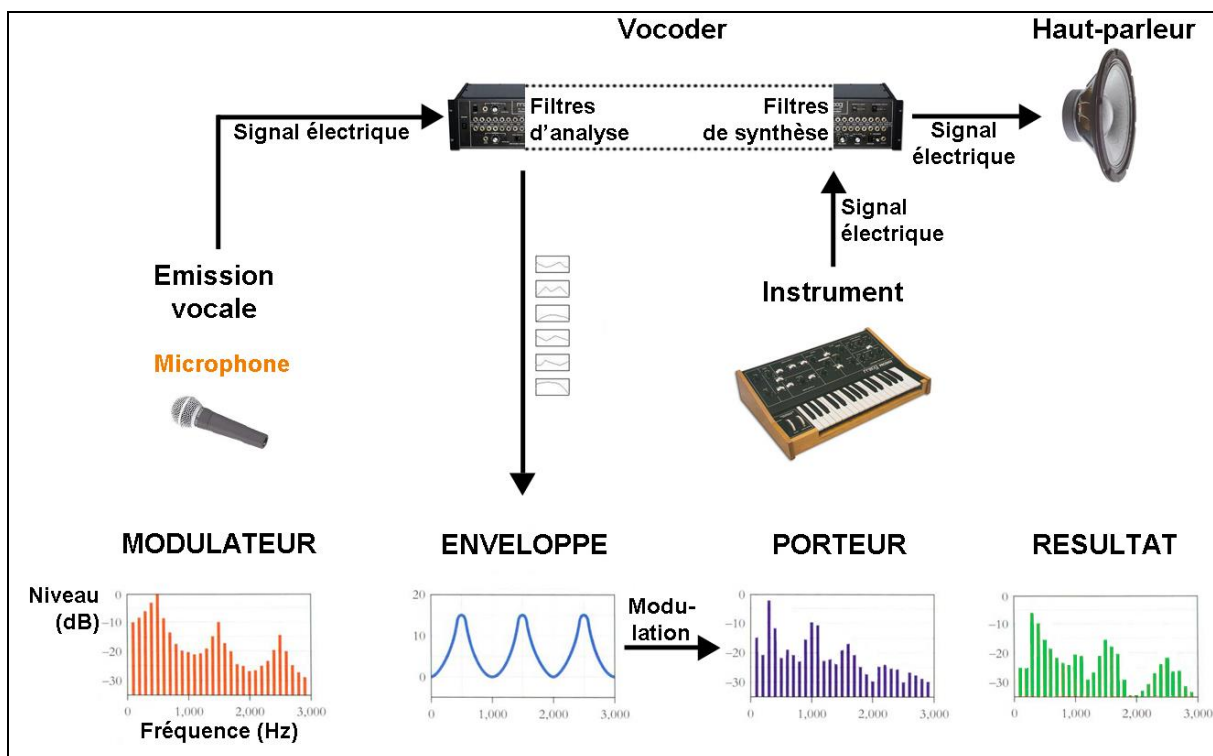 Vocoder
Haut-parleur
Signal électrique
Filtres
d'analyse
Filtres
de synthèse
Signal
électrique
Signal
électrique
Emission
vocale
Microphone
Instrument
MODULATEUR
ENVELOPPE
PORTEUR
RESULTAT
Niveau
(dB)
0
-10
-20
-30
0
1,000
2,000
3,000
Fréquence (Hz)
20
10
0
0
1,000
2,000
3,000
Modu-
lation
0
-10
-20
-30
0
1,000
2,000
3,000
0
-10
-20
-30
0
1,000
2,000
3,000